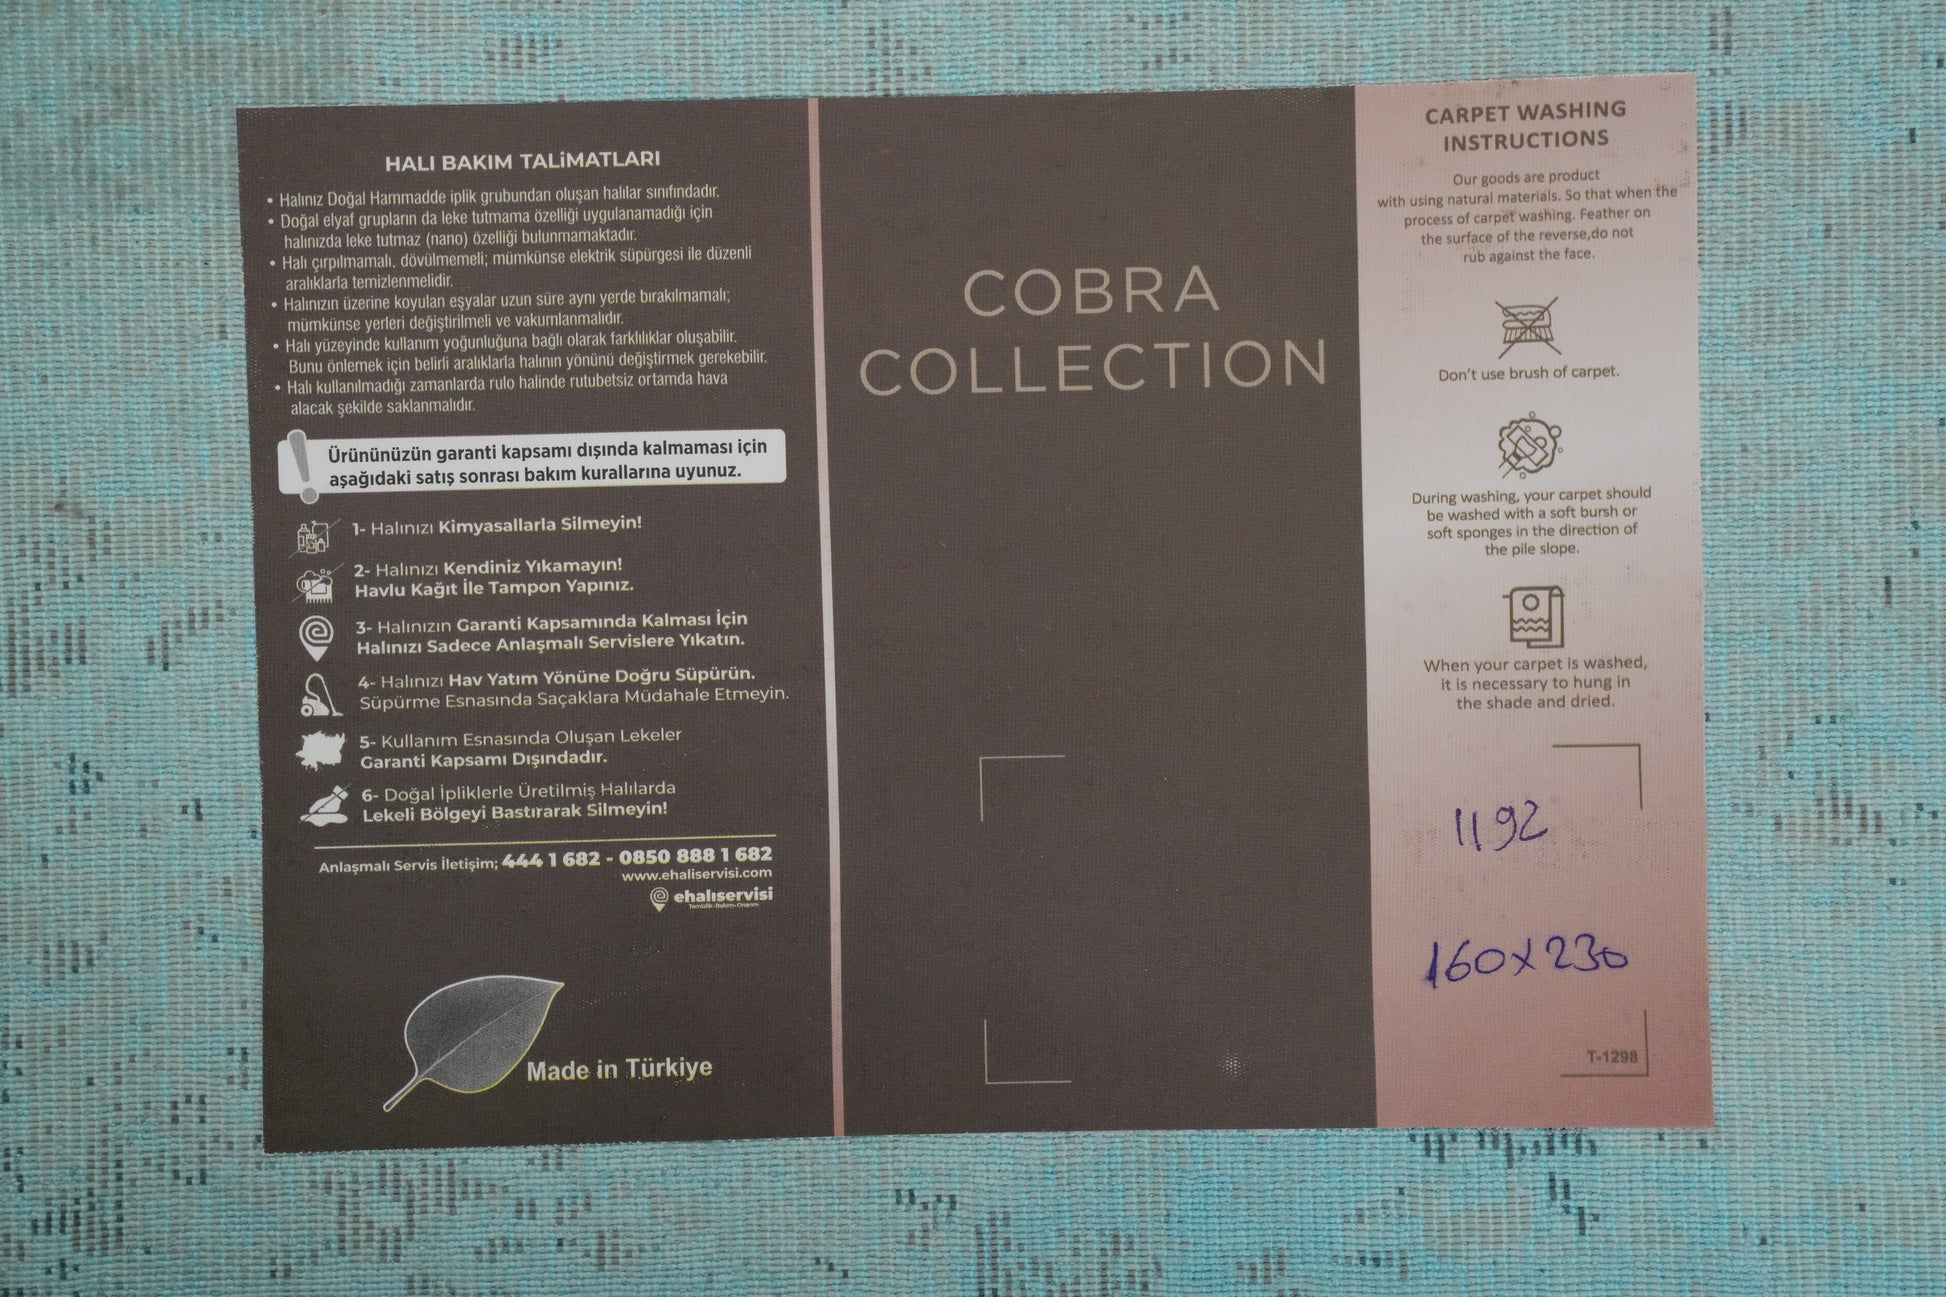 HALI BAKIM TALİMATLARI
• Halınız Doğal Hammadde iplik grubundan oluşan halılar sınıfındadır.
• Doğal elyaf grupların da leke tutmama özelliği uygulanamadığı için
halınızda leke tutmaz (nano) özelliği bulunmamaktadır.
• Halı çırpılmamalı, dövülmemeli; mümkünse elektrik süpürgesi ile düzenli
aralıklarla temizlenmelidir.
• Halınızın üzerine koyulan eşyalar uzun süre aynı yerde bırakılmamalı;
mümkünse yerleri değiştirilmeli ve vakumlanmalıdır.
• Halı yüzeyinde kullanım yoğunluğuna bağlı olarak farklılıklar oluşabilir.
Bunu önlemek için belirli aralıklarla halının yönünü değiştirmek gerekebilir.
• Halı kullanılmadığı zamanlarda rulo halinde rutubetsiz ortamda hava
alacak şekilde saklanmalıdır.
Ürününüzün garanti kapsamı dışında kalmaması için
aşağıdaki satış sonrası bakım kurallarına uyunuz.
1- Halınızı Kimyasallarla Silmeyin!
2- Halınızı Kendiniz Yıkamayın!
Havlu Kağıt İle Tampon Yapınız.
3- Halınızın Garanti Kapsamında Kalması İçin
Halınızı Sadece Anlaşmalı Servislere Yıkatın.
4- Halınızı Hav Yatım Yönüne Doğru Süpürün.
Süpürme Esnasında Saçaklara Müdahale Etmeyin.
5- Kullanım Esnasında Oluşan Lekeler
Garanti Kapsamı Dışındadır.
6- Doğal İpliklerle Üretilmiş Halılarda
Lekeli Bölgeyi Bastırarak Silmeyin!
Anlaşmalı Servis İletişim; 444 1 682 - 0850 888 1 682
www.ehaliservisi.com
ehalıservisi
Temizlik-Bakım-Onarım
Made in Türkiye
COBRA
COLLECTION
CARPET WASHING
INSTRUCTIONS
Our goods are product
with using natural materials. So that when the
process of carpet washing. Feather on
the surface of the reverse,do not
rub against the face.
Don't use brush of carpet.
During washing, your carpet should
be washed with a soft bursh or
soft sponges in the direction of
the pile slope.
When your carpet is washed,
it is necessary to hung in
the shade and dried.
1192
160x230
T-1298